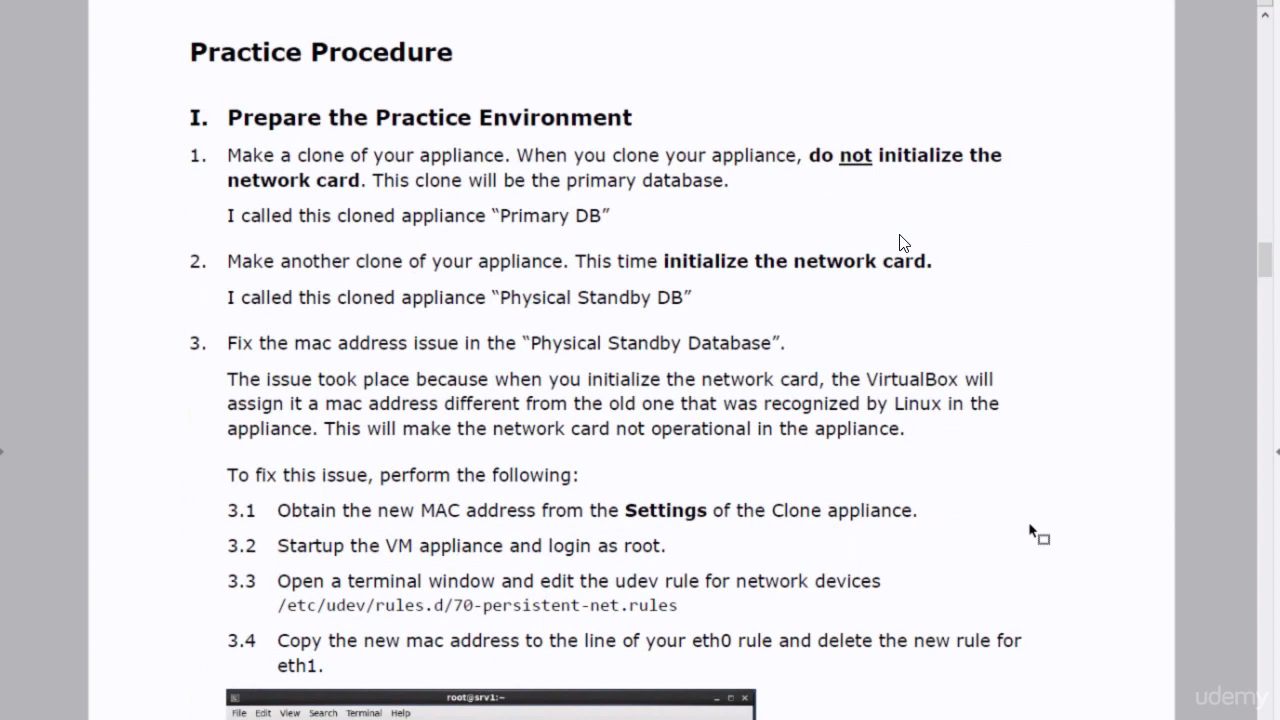 Practice Procedure
I. Prepare the Practice Environment
1. Make a clone of your appliance. When you clone your appliance, do not initialize the
network card. This clone will be the primary database.
I called this cloned appliance “Primary DB”
2. Make another clone of your appliance. This time initialize the network card.
I called this cloned appliance “Physical Standby DB”
3. Fix the mac address issue in the “Physical Standby Database”.
The issue took place because when you initialize the network card, the VirtualBox will
assign it a mac address different from the old one that was recognized by Linux in the
appliance. This will make the network card not operational in the appliance.
To fix this issue, perform the following:
3.1 Obtain the new MAC address from the Settings of the Clone appliance.
3.2 Startup the VM appliance and login as root.
3.3 Open a terminal window and edit the udev rule for network devices
/etc/udev/rules.d/70-persistent-net.rules
3.4 Copy the new mac address to the line of your eth0 rule and delete the new rule for
eth1.
root@srv1:~
File Edit View Search Terminal Help
udemy